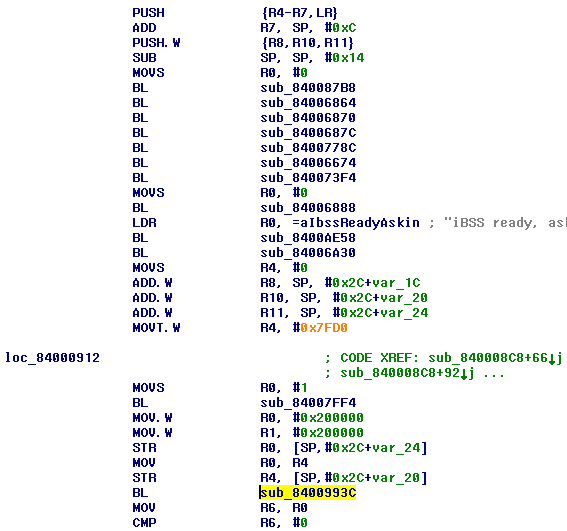 PUSH {R4-R7,LR}
ADD R7, SP, #0xC
PUSH.W {R8,R10,R11}
SUB SP, SP, #0x14
MOVS R0, #0
BL sub_840087B8
BL sub_84006864
BL sub_84006870
BL sub_8400687C
BL sub_8400778C
BL sub_84006674
BL sub_840073F4
MOVS R0, #0
BL sub_84006888
LDR R0, =aIbssReadyAskin ; "iBSS ready, as
BL sub_8400AE58
BL sub_84006A30
MOVS R4, #0
ADD.W R8, SP, #0x2C+var_1C
ADD.W R10, SP, #0x2C+var_20
ADD.W R11, SP, #0x2C+var_24
MOVT.W R4, #0x7FD0
loc_84000912 ; CODE XREF: sub_840008C8+66↓j
; sub_840008C8+92↓j ...
MOVS R0, #1
BL sub_84007FF4
MOV.W R0, #0x200000
MOV.W R1, #0x200000
STR R0, [SP,#0x2C+var_24]
MOV R0, R4
STR R4, [SP,#0x2C+var_20]
BL sub_8400993C
MOV R6, R0
CMP R6, #0